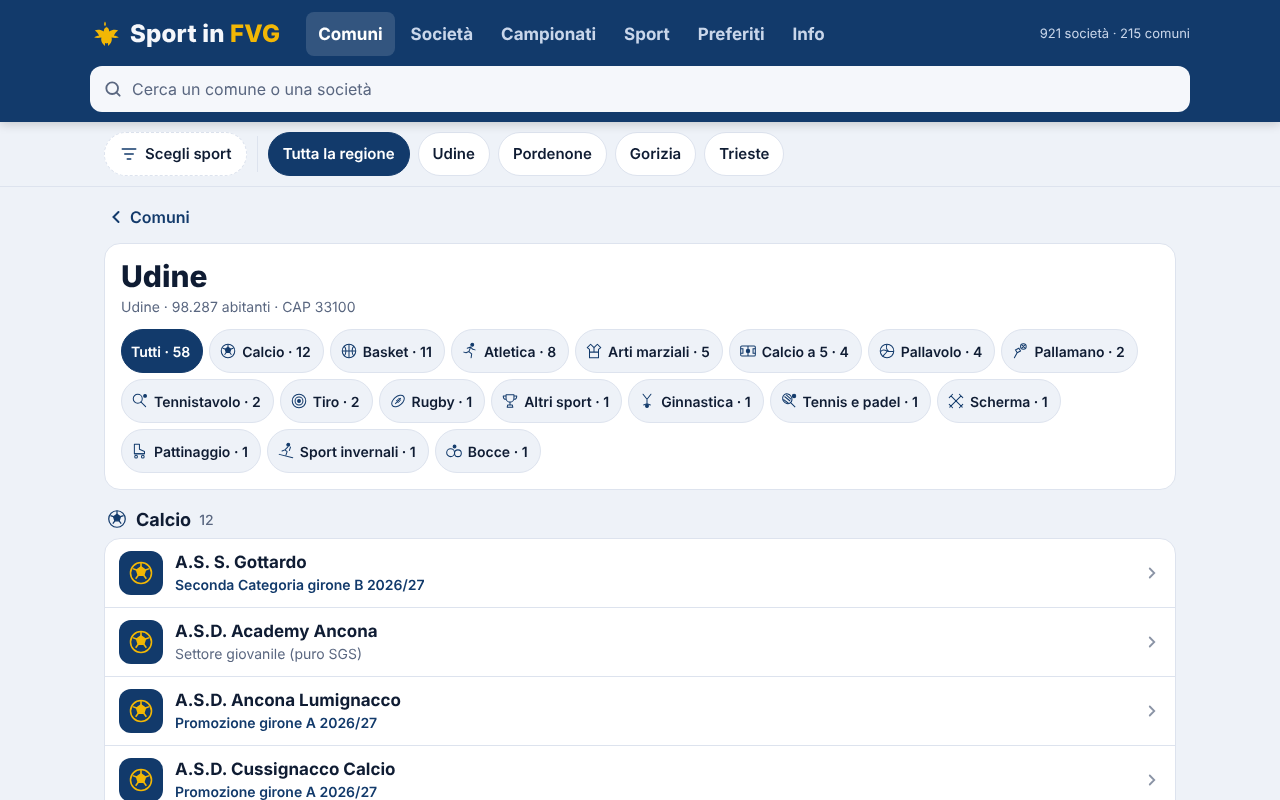 Sport in FVG
Comuni Società Campionati Sport Preferiti Info
921 società · 215 comuni
Cerca un comune o una società
Scegli sport Tutta la regione Udine Pordenone Gorizia Trieste
Comuni
Udine
Udine · 98.287 abitanti · CAP 33100
Tutti · 58 Calcio · 12 Basket · 11 Atletica · 8 Arti marziali · 5 Calcio a 5 · 4 Pallavolo · 4 Pallamano · 2
Tennistavolo · 2 Tiro · 2 Rugby · 1 Altri sport · 1 Ginnastica · 1 Tennis e padel · 1 Scherma · 1
Pattinaggio · 1 Sport invernali · 1 Bocce · 1
Calcio 12
A.S. S. Gottardo
Seconda Categoria girone B 2026/27
A.S.D. Academy Ancona
Settore giovanile (puro SGS)
A.S.D. Ancona Lumignacco
Promozione girone A 2026/27
A.S.D. Cussignacco Calcio
Promozione girone A 2026/27